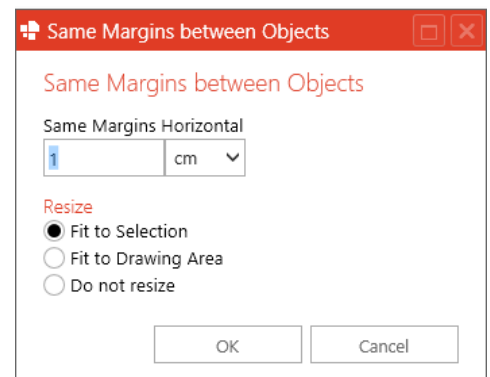 Same Margins between Objects
Same Margins between Objects
Same Margins Horizontal
1 cm
Resize
Fit to Selection
Fit to Drawing Area
Do not resize
OK Cancel